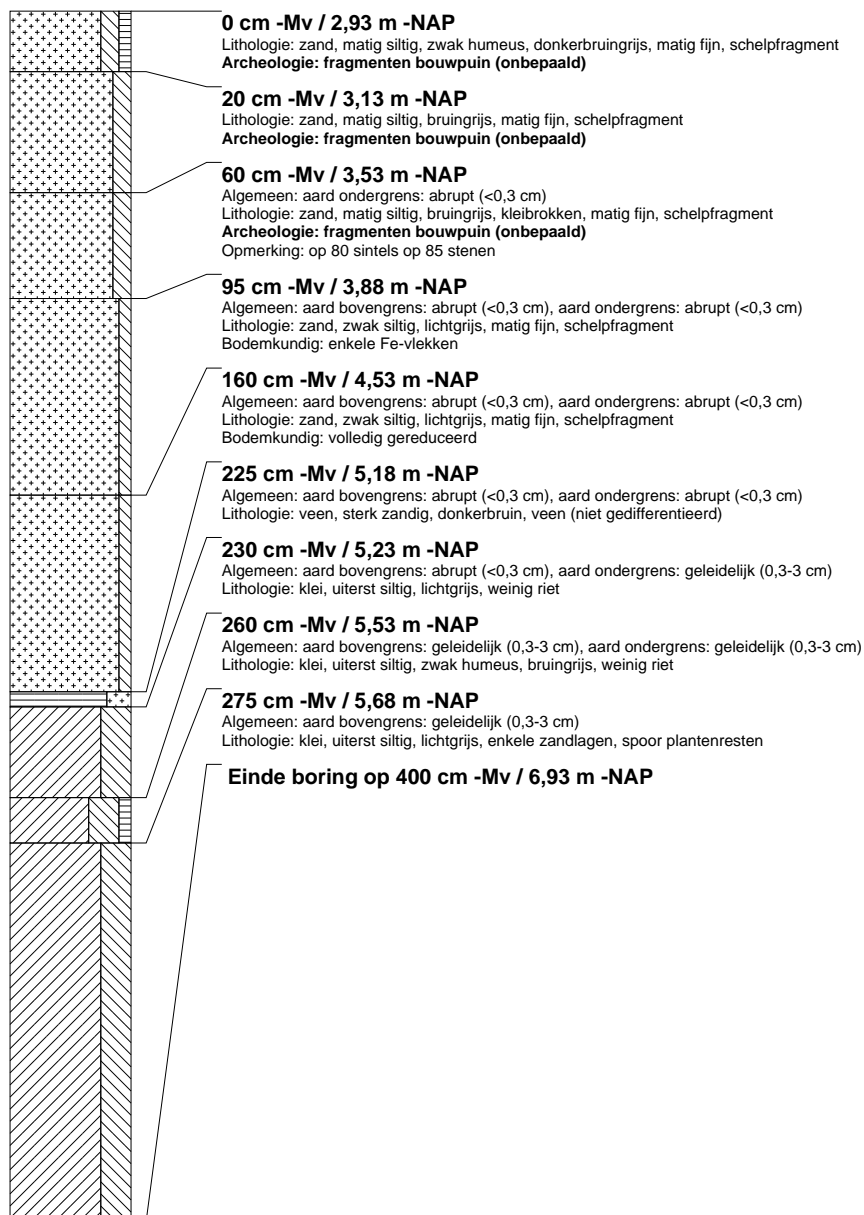 0 cm -Mv / 2,93 m -NAP
Lithologie: zand, matig siltig, zwak humeus, donkerbruingrijs, matig fijn, schelpfragment
Archeologie: fragmenten bouwpuin (onbepaald)
20 cm -Mv / 3,13 m -NAP
Lithologie: zand, matig siltig, bruingrijs, matig fijn, schelpfragment
Archeologie: fragmenten bouwpuin (onbepaald)
60 cm -Mv / 3,53 m -NAP
Algemeen: aard ondergrens: abrupt (<0,3 cm)
Lithologie: zand, matig siltig, bruingrijs, kleibrokken, matig fijn, schelpfragment
Archeologie: fragmenten bouwpuin (onbepaald)
Opmerking: op 80 sintels op 85 stenen
95 cm -Mv / 3,88 m -NAP
Algemeen: aard bovengrens: abrupt (<0,3 cm), aard ondergrens: abrupt (<0,3 cm)
Lithologie: zand, zwak siltig, lichtgrijs, matig fijn, schelpfragment
Bodemkundig: enkele Fe-vlekken
160 cm -Mv / 4,53 m -NAP
Algemeen: aard bovengrens: abrupt (<0,3 cm), aard ondergrens: abrupt (<0,3 cm)
Lithologie: zand, zwak siltig, lichtgrijs, matig fijn, schelpfragment
Bodemkundig: volledig gereduceerd
225 cm -Mv / 5,18 m -NAP
Algemeen: aard bovengrens: abrupt (<0,3 cm), aard ondergrens: abrupt (<0,3 cm)
Lithologie: veen, sterk zandig, donkerbruin, veen (niet gedifferentieerd)
230 cm -Mv / 5,23 m -NAP
Algemeen: aard bovengrens: abrupt (<0,3 cm), aard ondergrens: geleidelijk (0,3-3 cm)
Lithologie: klei, uiterst siltig, lichtgrijs, weinig riet
260 cm -Mv / 5,53 m -NAP
Algemeen: aard bovengrens: geleidelijk (0,3-3 cm), aard ondergrens: geleidelijk (0,3-3 cm)
Lithologie: klei, uiterst siltig, zwak humeus, bruingrijs, weinig riet
275 cm -Mv / 5,68 m -NAP
Algemeen: aard bovengrens: geleidelijk (0,3-3 cm)
Lithologie: klei, uiterst siltig, lichtgrijs, enkele zandlagen, spoor plantenresten
Einde boring op 400 cm -Mv / 6,93 m -NAP